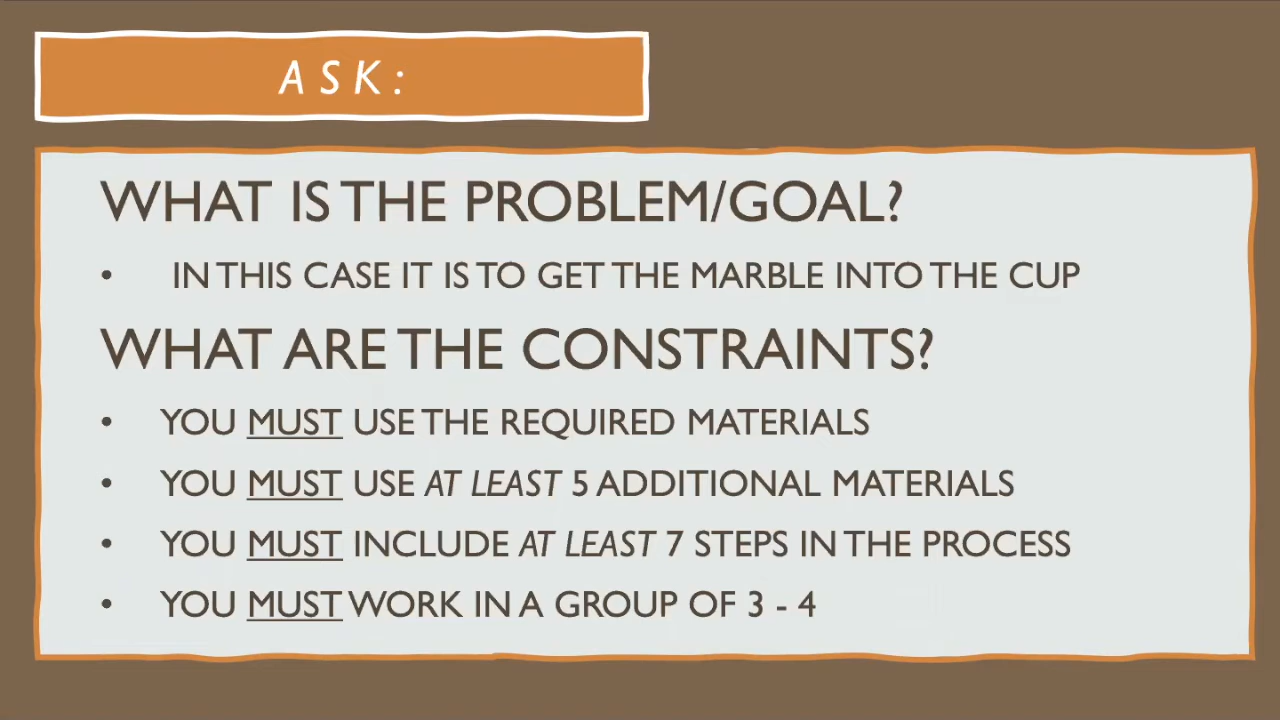 ASK:
WHAT IS THE PROBLEM/GOAL?
• IN THIS CASE IT IS TO GET THE MARBLE INTO THE CUP
WHAT ARE THE CONSTRAINTS?
• YOU MUST USE THE REQUIRED MATERIALS
• YOU MUST USE AT LEAST 5 ADDITIONAL MATERIALS
• YOU MUST INCLUDE AT LEAST 7 STEPS IN THE PROCESS
• YOU MUST WORK IN A GROUP OF 3 - 4